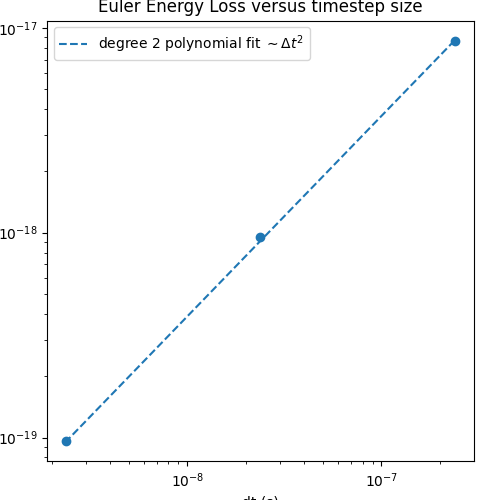 Euler Energy Loss versus timestep size
degree 2 polynomial fit ~ Δt²
10⁻¹⁷
10⁻¹⁸
10⁻¹⁹
10⁻⁸
10⁻⁷
dt (s)